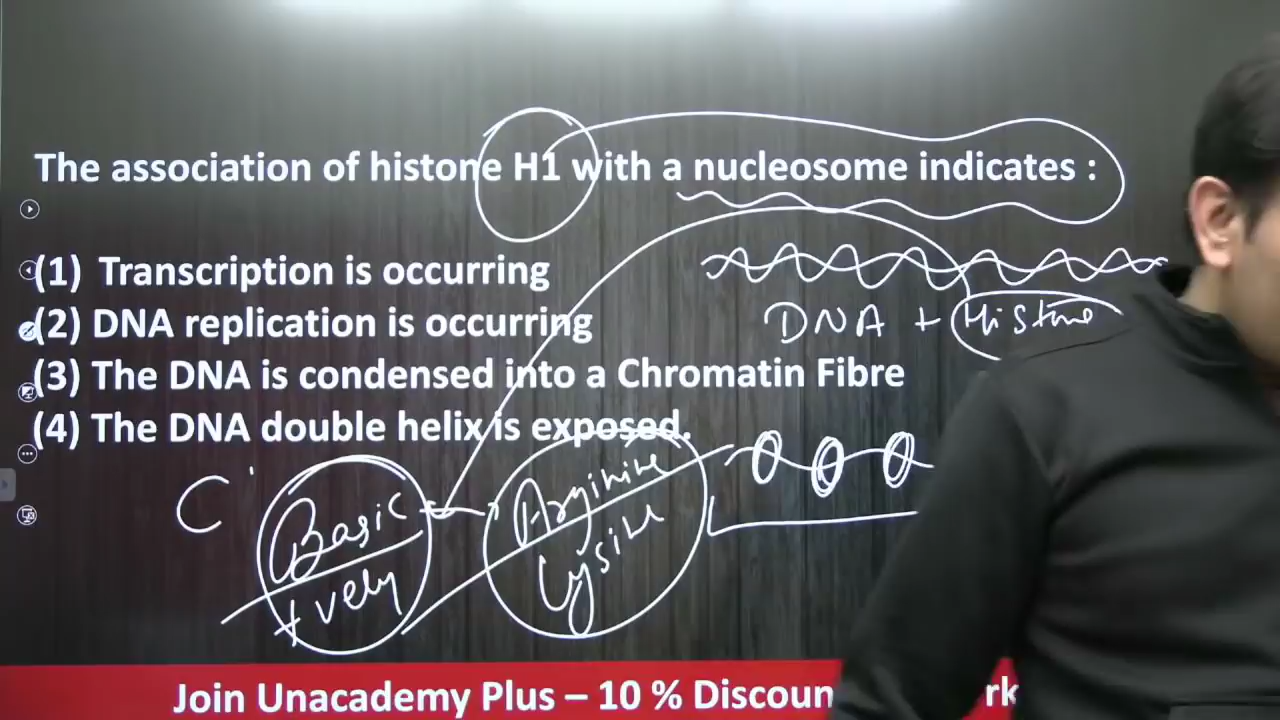 The association of histone H1 with a nucleosome indicates :
(1) Transcription is occurring
(2) DNA replication is occurring
DNA + Histone
(3) The DNA is condensed into a Chromatin Fibre
(4) The DNA double helix is exposed.
C
Basic
+vely
Arginine
Lysine
Join Unacademy Plus – 10 %